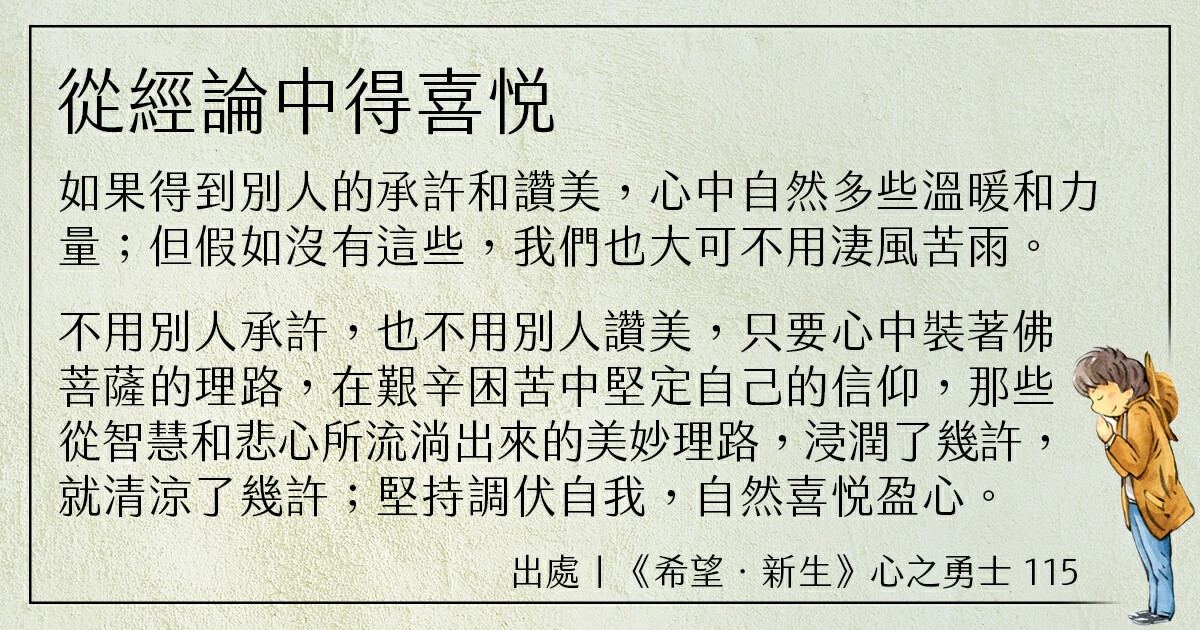 從經論中得喜悅
如果得到別人的承許和讚美，心中自然多些溫暖和力
量；但假如沒有這些，我們也大可不用淒風苦雨。
不用別人承許，也不用別人讚美，只要心中裝著佛
菩薩的理路，在艱辛困苦中堅定自己的信仰，那些
從智慧和悲心所流淌出來的美妙理路，浸潤了幾許，
就清涼了幾許；堅持調伏自我，自然喜悅盈心。
出處｜《希望．新生》心之勇士 115